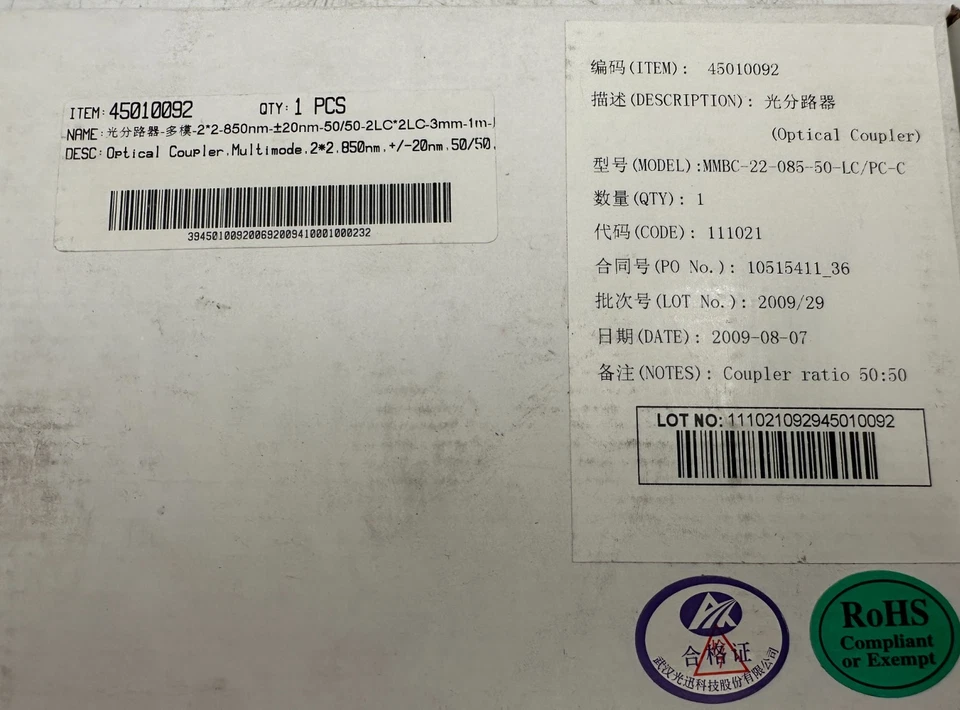 ITEM: 45010092 QTY: 1 PCS
NAME: 光分路器-多模-2*2-850nm-±20nm-50/50-2LC*2LC-3mm-1m-
DESC: Optical Coupler,Multimode,2*2,850nm,+/-20nm,50/50,
394501009200692009410001000232
编码(ITEM): 45010092
描述(DESCRIPTION): 光分路器
(Optical Coupler)
型号(MODEL):MMBC-22-085-50-LC/PC-C
数量(QTY): 1
代码(CODE): 111021
合同号(PO No.): 10515411_36
批次号(LOT No.): 2009/29
日期(DATE): 2009-08-07
备注(NOTES): Coupler ratio 50:50
LOT NO: 111021092945010092
合格证
武汉光迅科技股份有限公司
RoHS
Compliant
or Exempt